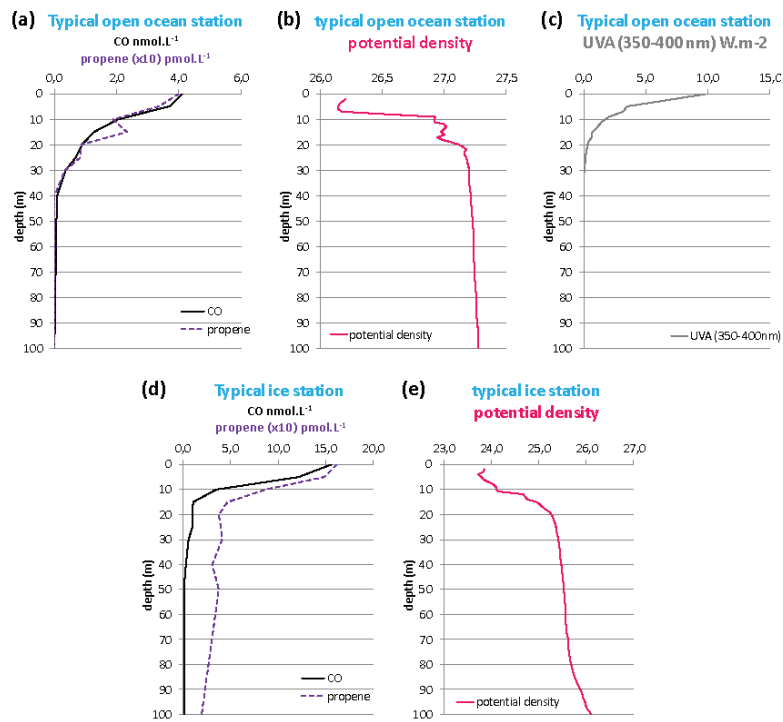 (a) Typical open ocean station
CO nmol.L-1
propene (x10) pmol.L-1
0,0 2,0 4,0 6,0
0
10
20
30
40
50
60
70
80
90
100
depth (m)
CO
propene
(b) typical open ocean station
potential density
26,0 26,5 27,0 27,5
0
10
20
30
40
50
60
70
80
90
100
depth (m)
potential density
(c) Typical open ocean station
UVA (350-400 nm) W.m-2
0,0 5,0 10,0 15,0
0
10
20
30
40
50
60
70
80
90
100
depth (m)
UVA (350-400nm)
(d) Typical ice station
CO nmol.L-1
propene (x10) pmol.L-1
0,0 5,0 10,0 15,0 20,0
0
10
20
30
40
50
60
70
80
90
100
depth (m)
CO
propene
(e) typical ice station
potential density
23,0 24,0 25,0 26,0 27,0
0
10
20
30
40
50
60
70
80
90
100
depth (m)
potential density